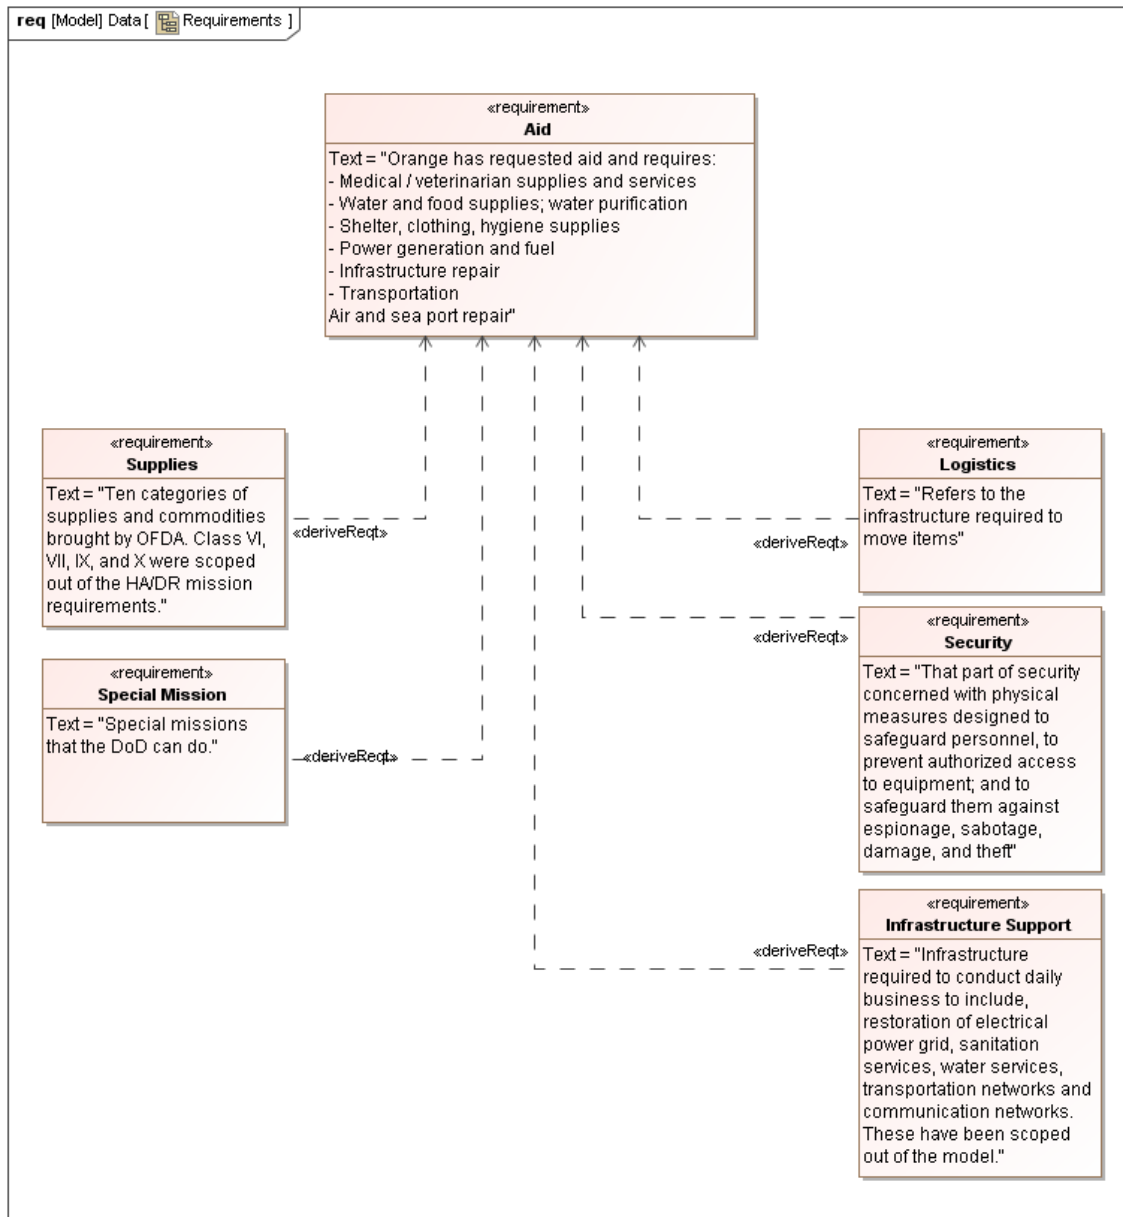 req [Model] Data [ Requirements ]
«requirement»
Aid
Text = "Orange has requested aid and requires:
- Medical / veterinarian supplies and services
- Water and food supplies; water purification
- Shelter, clothing, hygiene supplies
- Power generation and fuel
- Infrastructure repair
- Transportation
Air and sea port repair"
«requirement»
Supplies
Text = "Ten categories of
supplies and commodities
brought by OFDA. Class VI,
VII, IX, and X were scoped
out of the HA/DR mission
requirements."
«deriveReqt»
«requirement»
Special Mission
Text = "Special missions
that the DoD can do."
«deriveReqt»
«requirement»
Logistics
Text = "Refers to the
infrastructure required to
move items"
«deriveReqt»
«requirement»
Security
Text = "That part of security
concerned with physical
measures designed to
safeguard personnel, to
prevent authorized access
to equipment; and to
safeguard them against
espionage, sabotage,
damage, and theft"
«deriveReqt»
«requirement»
Infrastructure Support
Text = "Infrastructure
required to conduct daily
business to include,
restoration of electrical
power grid, sanitation
services, water services,
transportation networks and
communication networks.
These have been scoped
out of the model."
«deriveReqt»